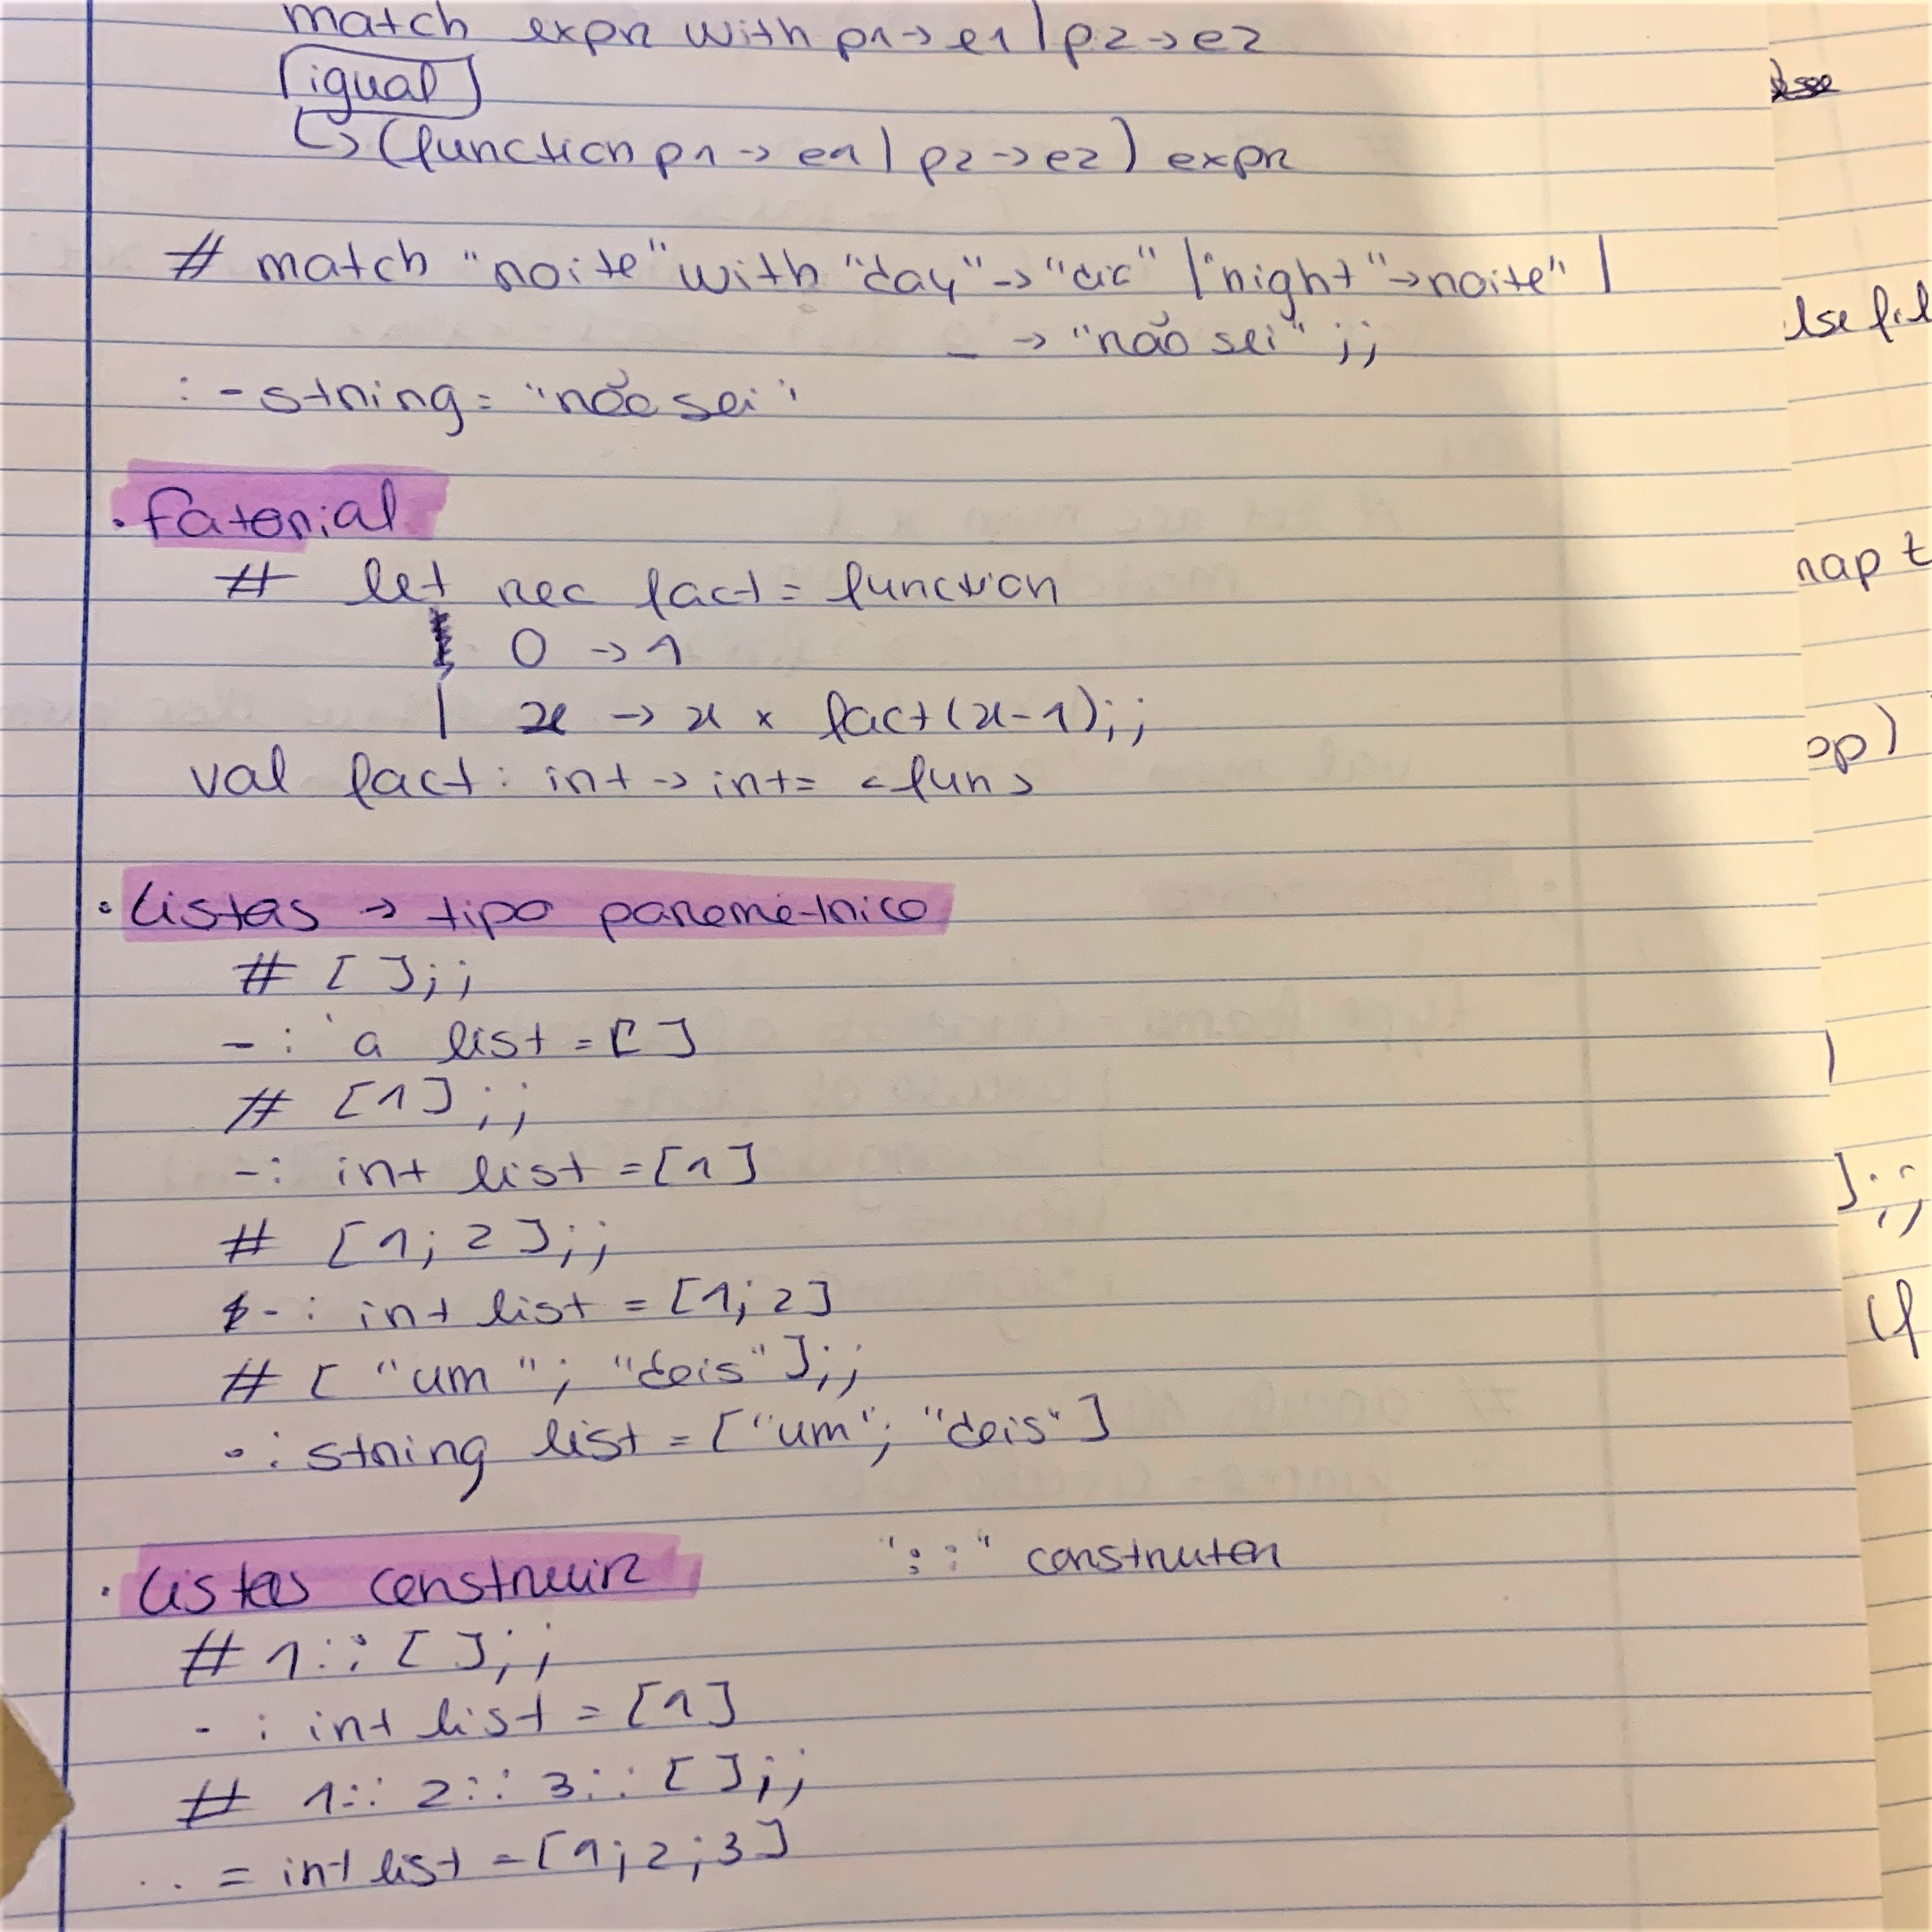 match expr with p1 -> e1 | p2 -> e2
igual
↳ (function p1 -> e1 | p2 -> e2) expr
# match "noite" with "day" -> "dia" | "night" -> noite" |
_ -> "não sei" ;;
: - string = "não sei"
. fatorial
# let rec fact = function
| 0 -> 1
| x -> x × fact (x-1);;
val fact : int -> int = <fun>
. Listas → tipo paramétrico
# [ ];;
- : 'a list = [ ]
# [1];;
- : int list = [1]
# [1; 2];;
- : int list = [1; 2]
# [ "um" ; "dois" ];;
- : string list = ["um"; "dois"]
. Listas construir
"::" construtor
# 1 :: [ ];;
- : int list = [1]
# 1 :: 2 :: 3 :: [ ];;
.. = int list = [1; 2; 3]
lse fil
map t
op)
)
];;
if